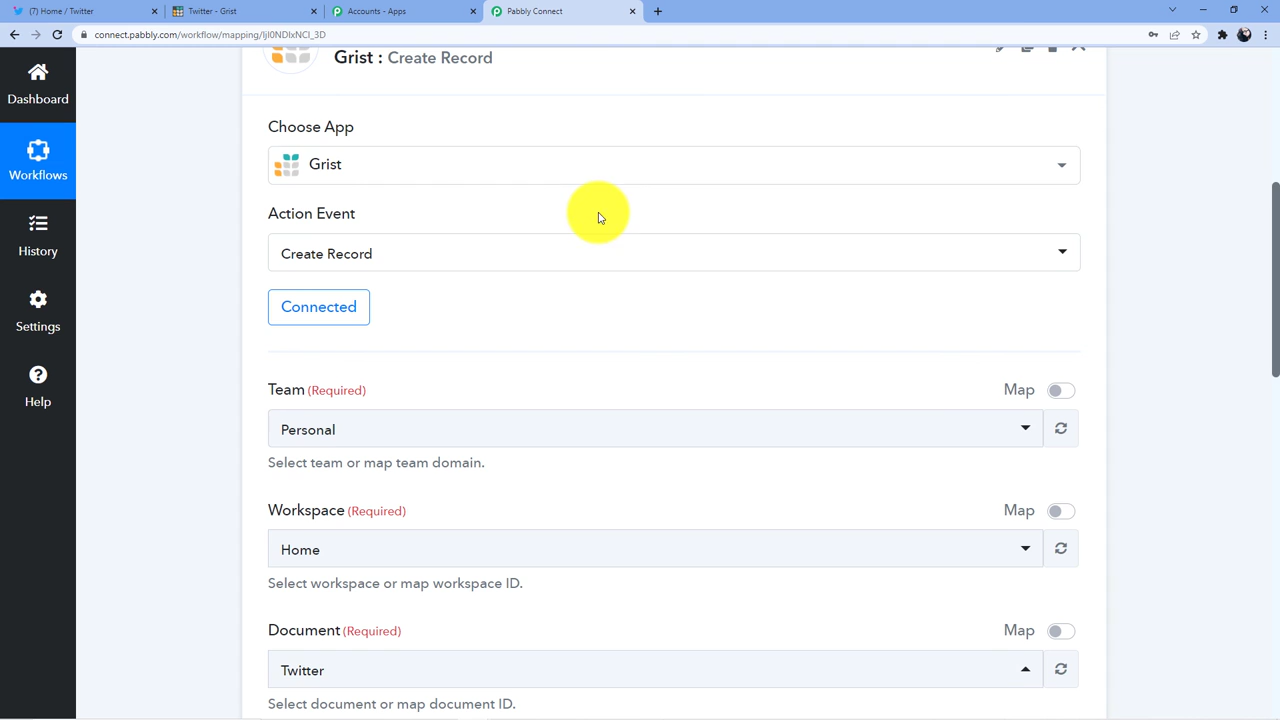 (7) Home / Twitter
Twitter - Grist
Accounts - Apps
Pabbly Connect
connect.pabbly.com/workflow/mapping/IjI0NDIxNCI_3D
Dashboard
Workflows
History
Settings
Help
Grist : Create Record
Choose App
Grist
Action Event
Create Record
Connected
Team (Required)
Map
Personal
Select team or map team domain.
Workspace (Required)
Map
Home
Select workspace or map workspace ID.
Document (Required)
Map
Twitter
Select document or map document ID.